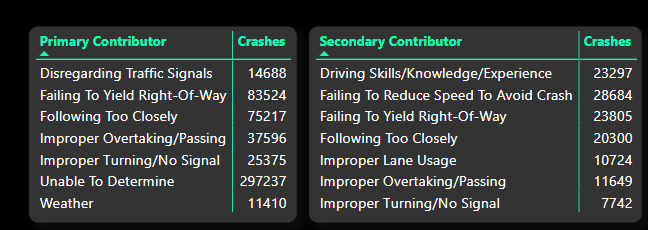 Primary Contributor Crashes
Disregarding Traffic Signals 14688
Failing To Yield Right-Of-Way 83524
Following Too Closely 75217
Improper Overtaking/Passing 37596
Improper Turning/No Signal 25375
Unable To Determine 297237
Weather 11410
Secondary Contributor Crashes
Driving Skills/Knowledge/Experience 23297
Failing To Reduce Speed To Avoid Crash 28684
Failing To Yield Right-Of-Way 23805
Following Too Closely 20300
Improper Lane Usage 10724
Improper Overtaking/Passing 11649
Improper Turning/No Signal 7742